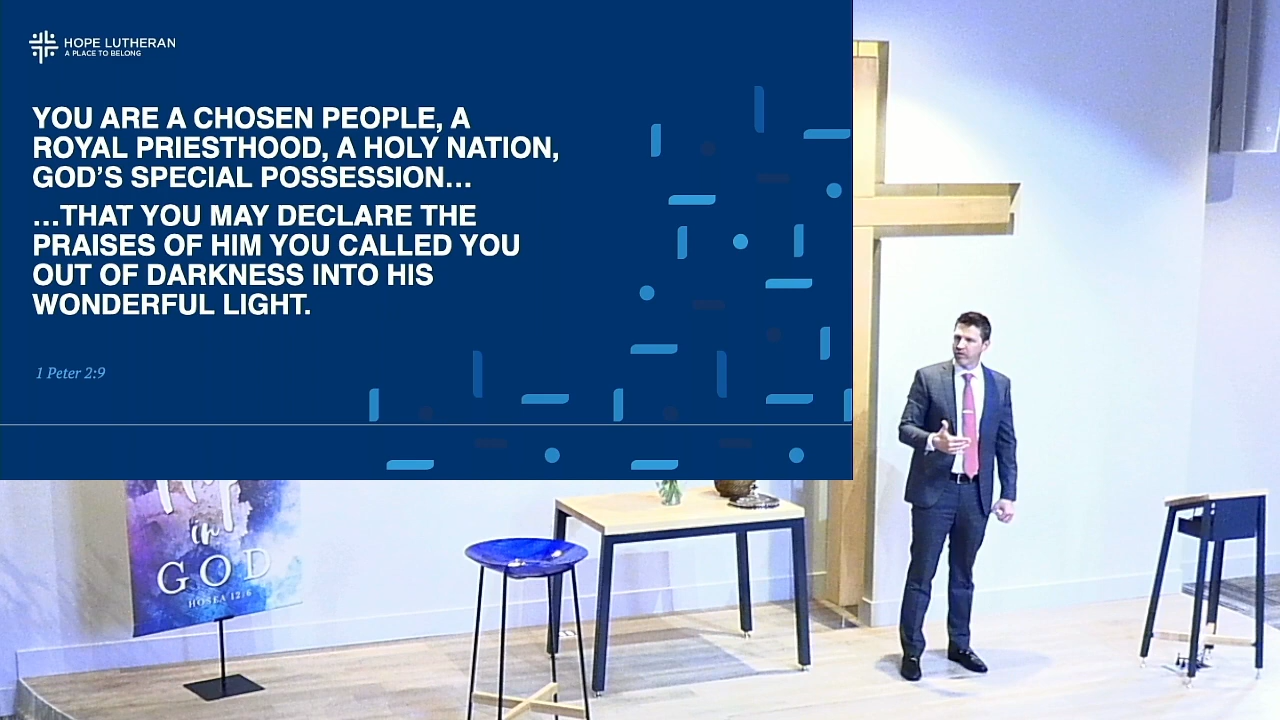 HOPE LUTHERAN
A PLACE TO BELONG
YOU ARE A CHOSEN PEOPLE, A
ROYAL PRIESTHOOD, A HOLY NATION,
GOD'S SPECIAL POSSESSION…
…THAT YOU MAY DECLARE THE
PRAISES OF HIM YOU CALLED YOU
OUT OF DARKNESS INTO HIS
WONDERFUL LIGHT.
1 Peter 2:9
GOD
HOSEA 12:6